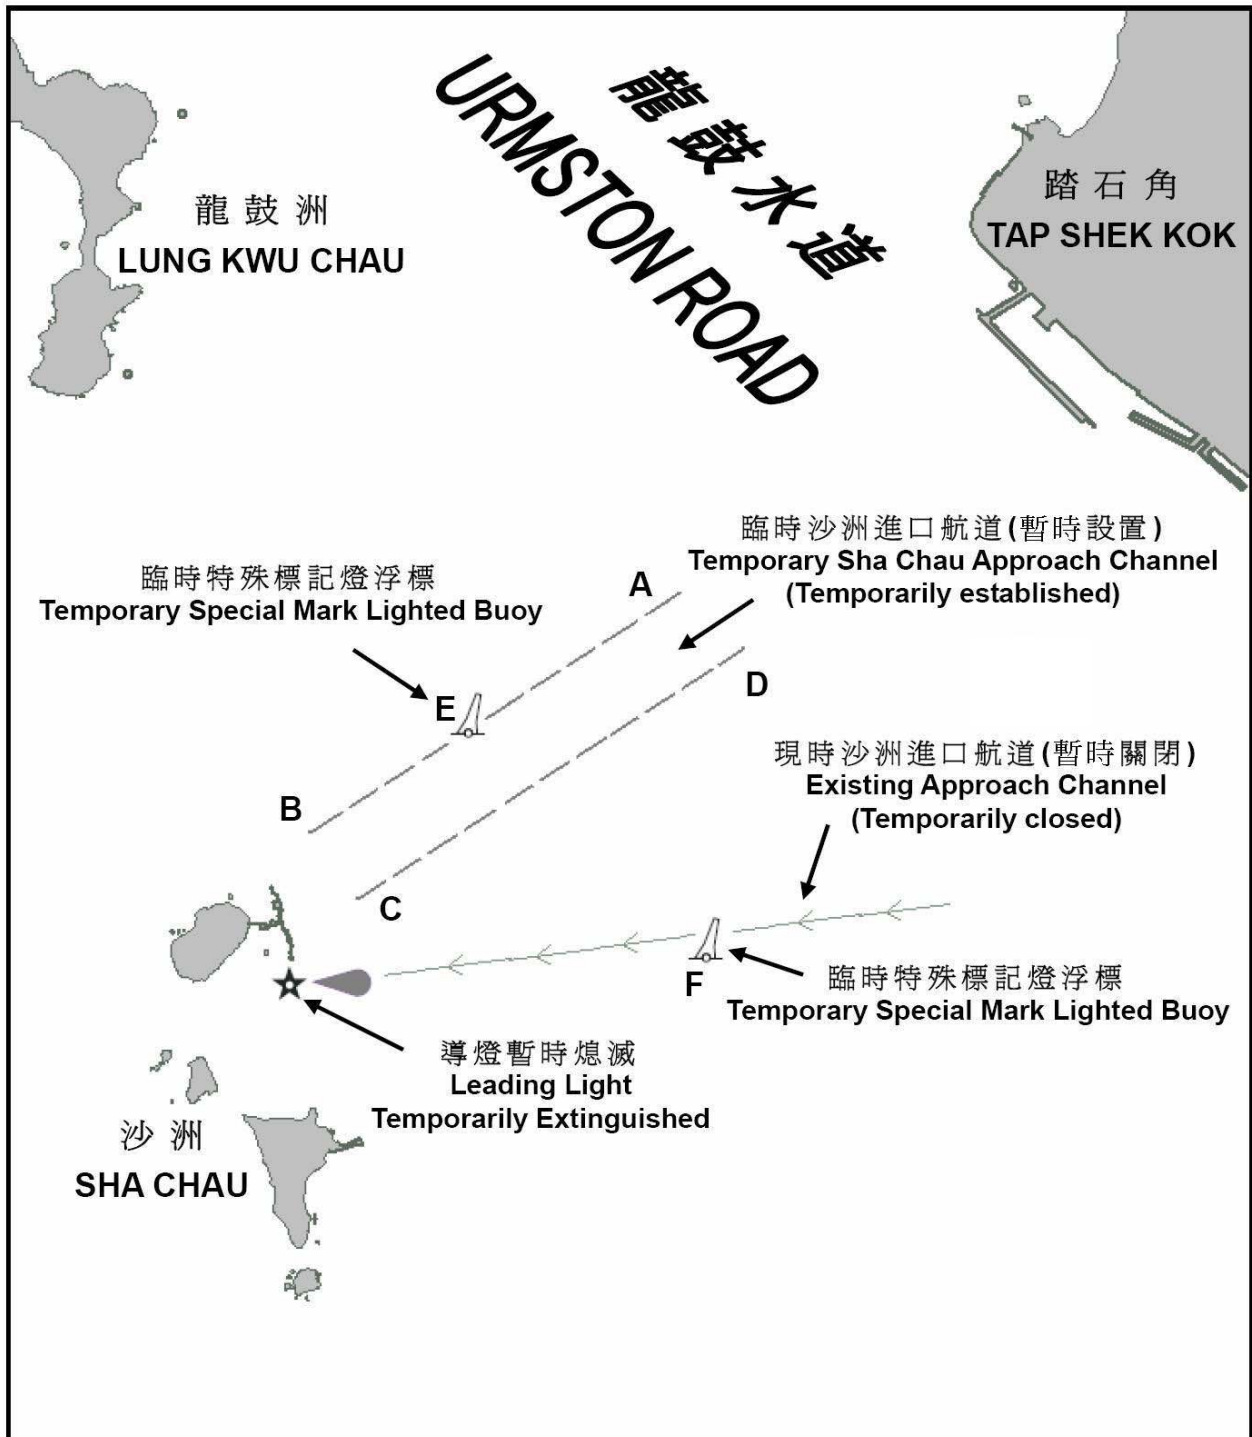 龍鼓水道
URMSTON ROAD
踏石角
TAP SHEK KOK
龍鼓洲
LUNG KWU CHAU
臨時沙洲進口航道(暫時設置)
Temporary Sha Chau Approach Channel
(Temporarily established)
臨時特殊標記燈浮標
Temporary Special Mark Lighted Buoy
A
D
E
B
C
現時沙洲進口航道(暫時關閉)
Existing Approach Channel
(Temporarily closed)
F
臨時特殊標記燈浮標
Temporary Special Mark Lighted Buoy
導燈暫時熄滅
Leading Light
Temporarily Extinguished
沙洲
SHA CHAU